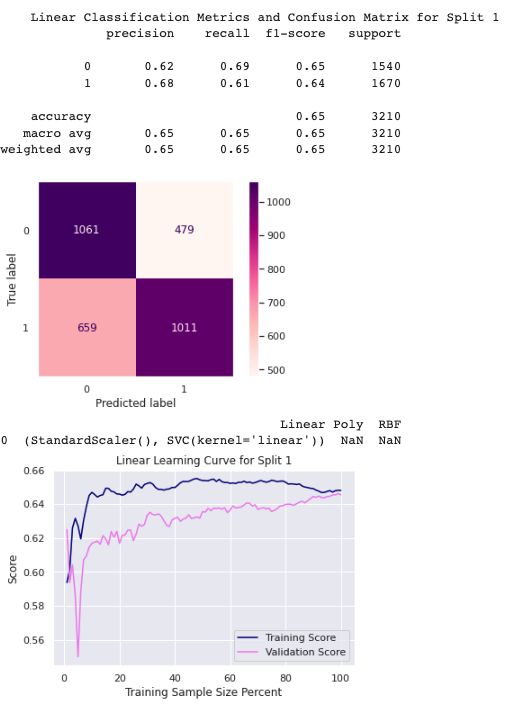 Linear Classification Metrics and Confusion Matrix for Split 1
precision recall f1-score support
0 0.62 0.69 0.65 1540
1 0.68 0.61 0.64 1670
accuracy 0.65 3210
macro avg 0.65 0.65 0.65 3210
weighted avg 0.65 0.65 0.65 3210
1000
0 1061 479
900
800
True label
700
1 659 1011
600
500
0 1
Predicted label
Linear Poly RBF
0 (StandardScaler(), SVC(kernel='linear')) NaN NaN
Linear Learning Curve for Split 1
0.66
0.64
0.62
0.60
0.58
0.56
Score
Training Score
Validation Score
0 20 40 60 80 100
Training Sample Size Percent